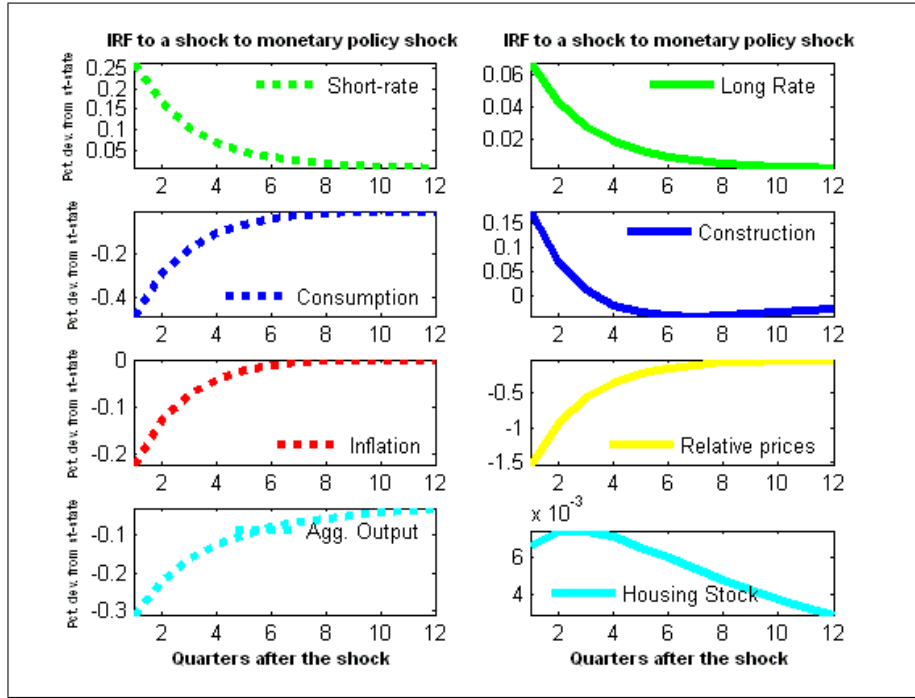 IRF to a shock to monetary policy shock
Pct. dev. from st-state
0.25
0.2
0.15
0.1
0.05
Short-rate
2 4 6 8 10 12
IRF to a shock to monetary policy shock
0.06
0.04
0.02
Long Rate
2 4 6 8 10 12
Pct. dev. from st-state
-0.2
-0.4
Consumption
2 4 6 8 10 12
0.15
0.1
0.05
0
Construction
2 4 6 8 10 12
Pct. dev. from st-state
0
-0.1
-0.2
Inflation
2 4 6 8 10 12
-0.5
-1
-1.5
Relative prices
2 4 6 8 10 12
Pct. dev. from st-state
-0.1
-0.2
-0.3
Agg. Output
2 4 6 8 10 12
Quarters after the shock
x 10^-3
6
4
Housing Stock
2 4 6 8 10 12
Quarters after the shock